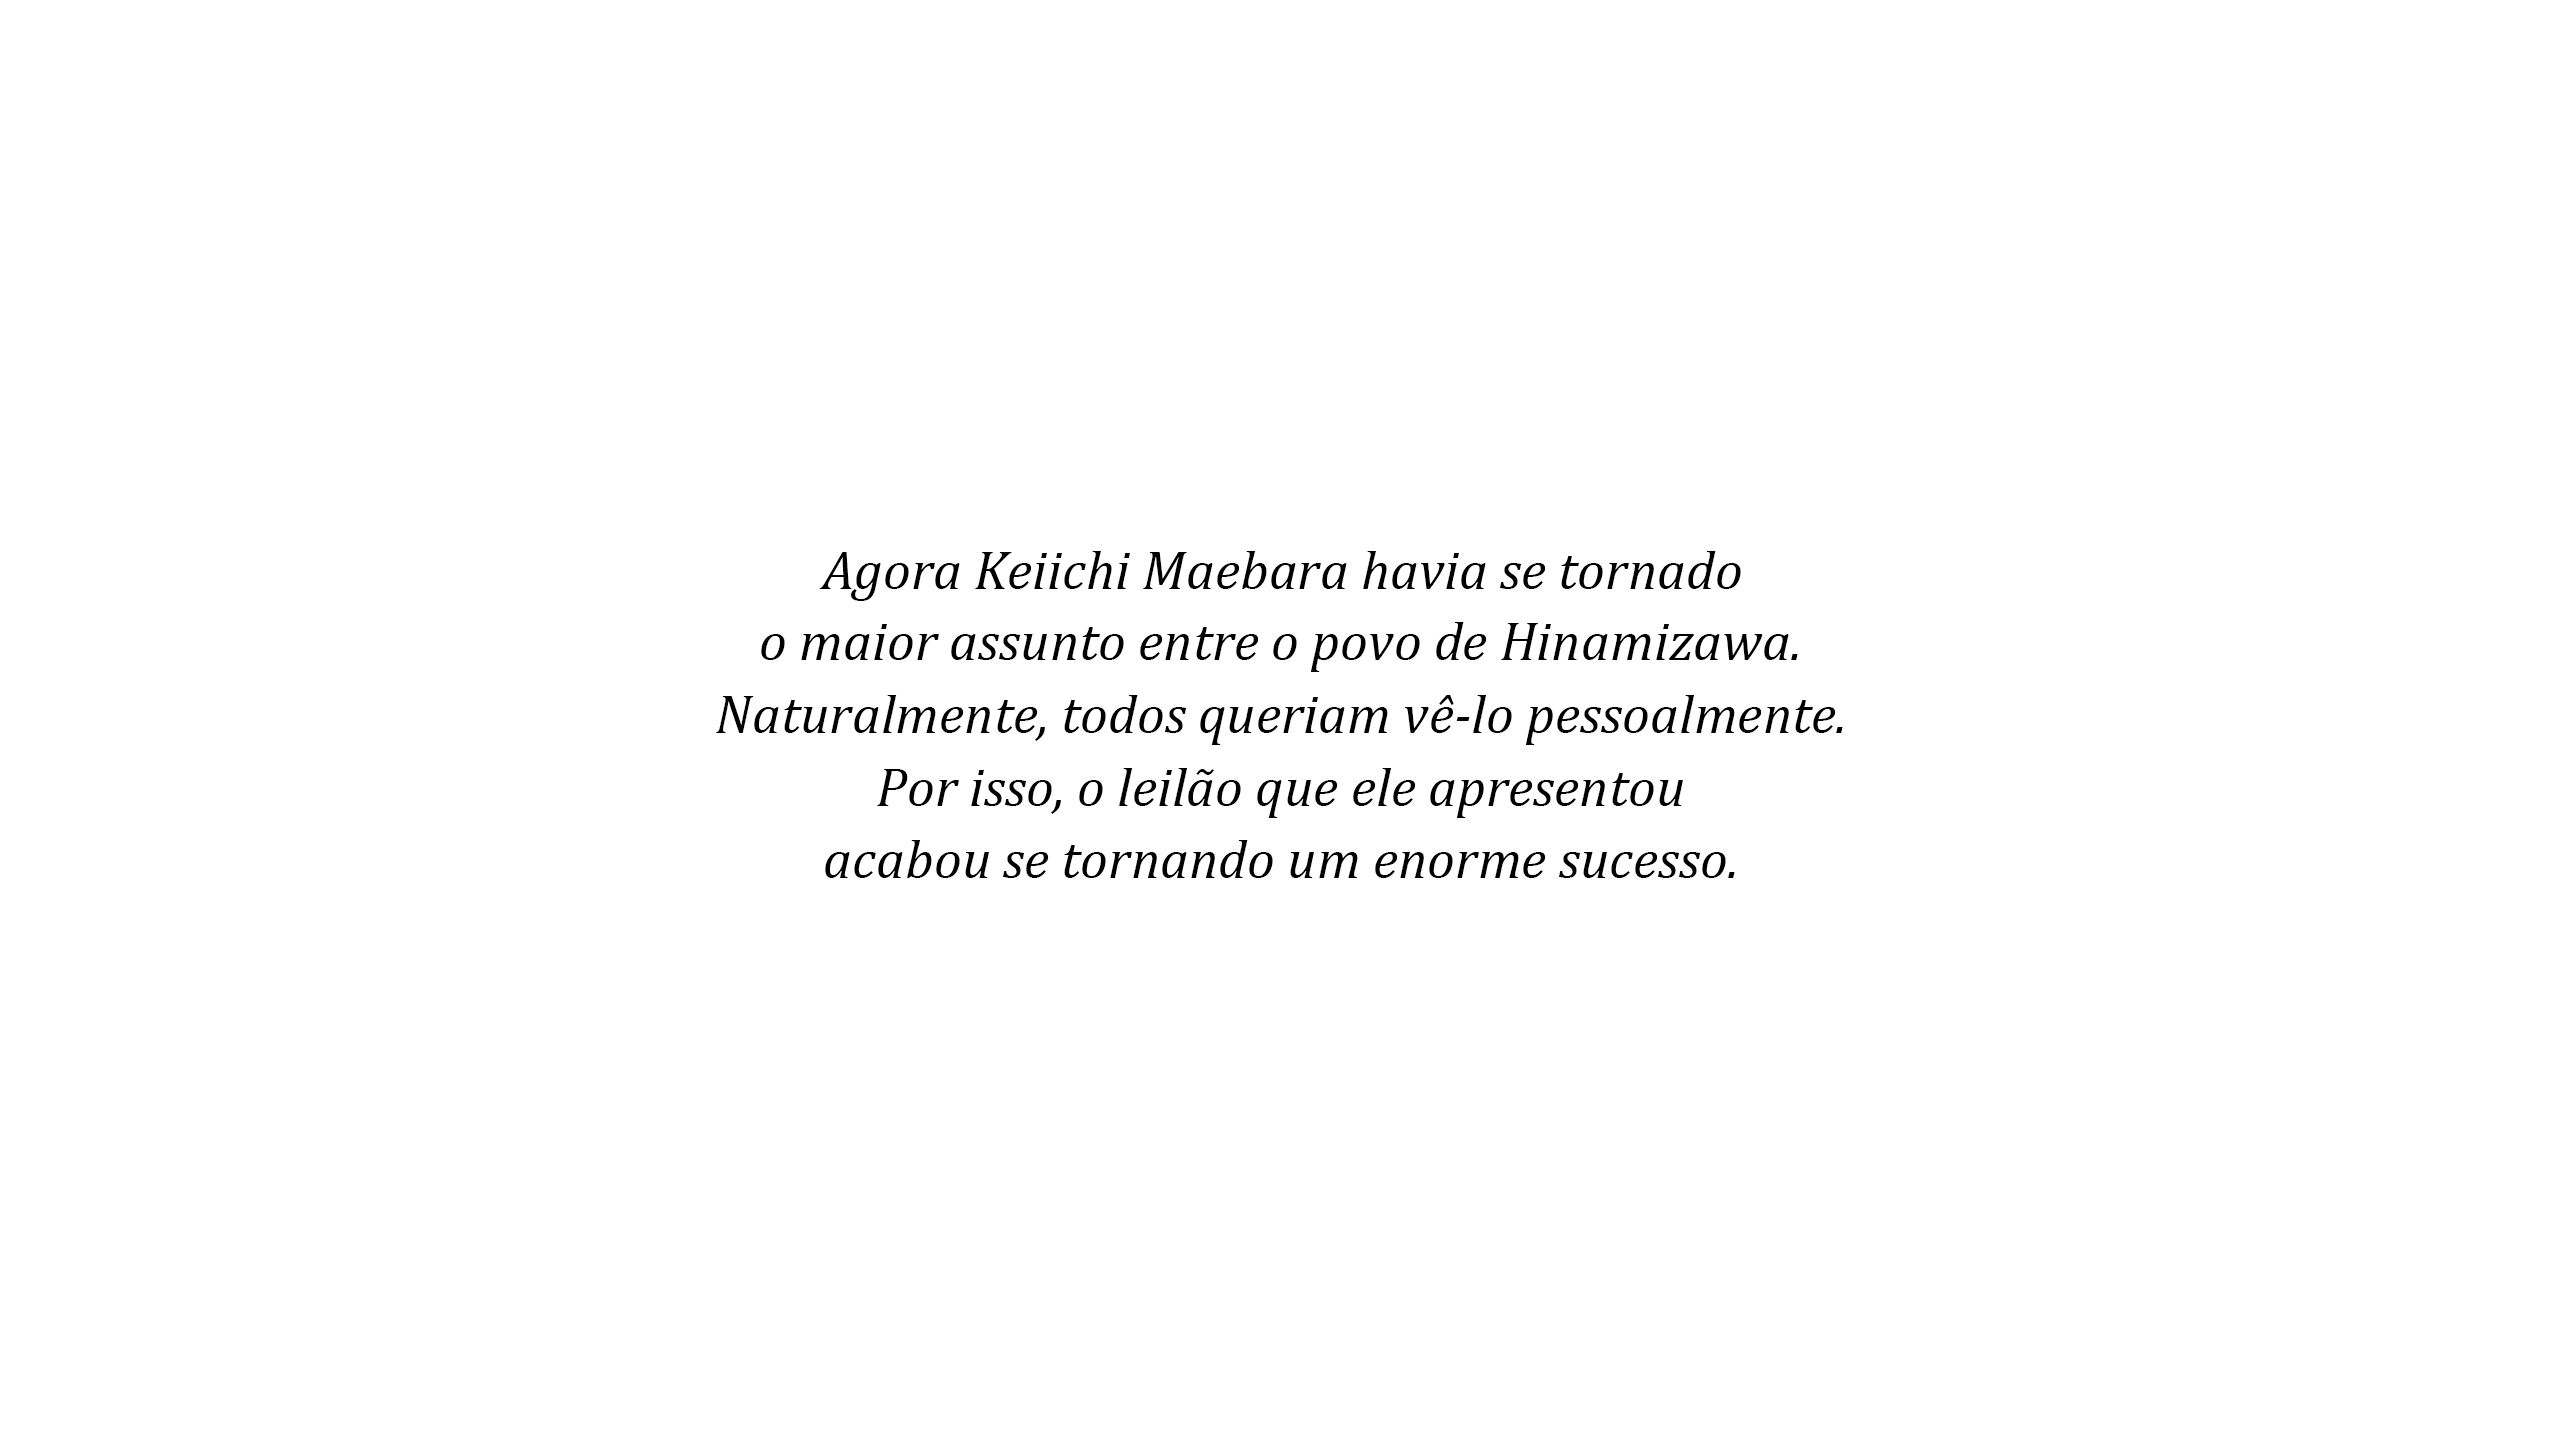 Agora Keiichi Maebara havia se tornado
o maior assunto entre o povo de Hinamizawa.
Naturalmente, todos queriam vê-lo pessoalmente.
Por isso, o leilão que ele apresentou
acabou se tornando um enorme sucesso.